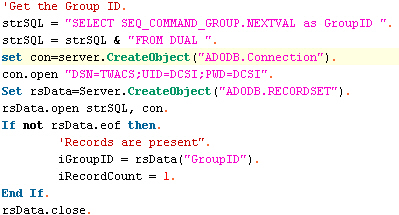 'Get the Group ID.
strSQL = "SELECT SEQ_COMMAND_GROUP.NEXTVAL as GroupID ".
strSQL = strSQL & "FROM DUAL ".
set con=server.CreateObject("ADODB.Connection").
con.open "DSN=TWACS;UID=DCSI;PWD=DCSI".
Set rsData=Server.CreateObject("ADODB.RECORDSET").
rsData.open strSQL, con.
If not rsData.eof then.
'Records are present".
iGroupID = rsData("GroupID").
iRecordCount = 1.
End If.
rsData.close.